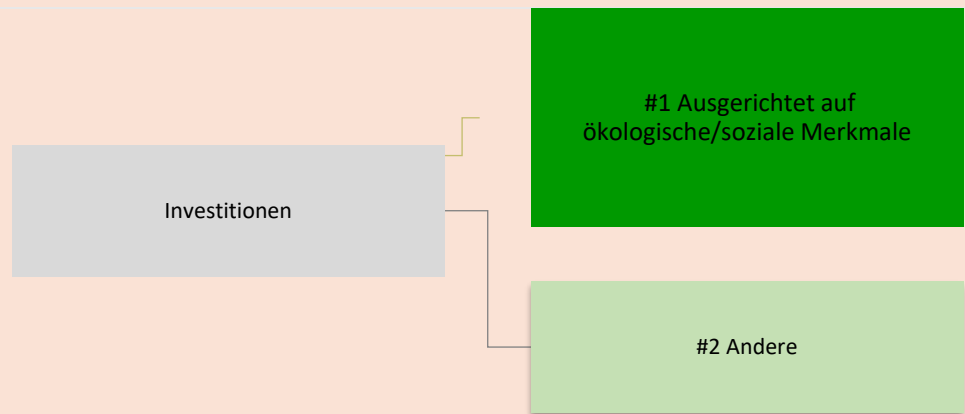 #1 Ausgerichtet auf
ökologische/soziale Merkmale
Investitionen
#2 Andere